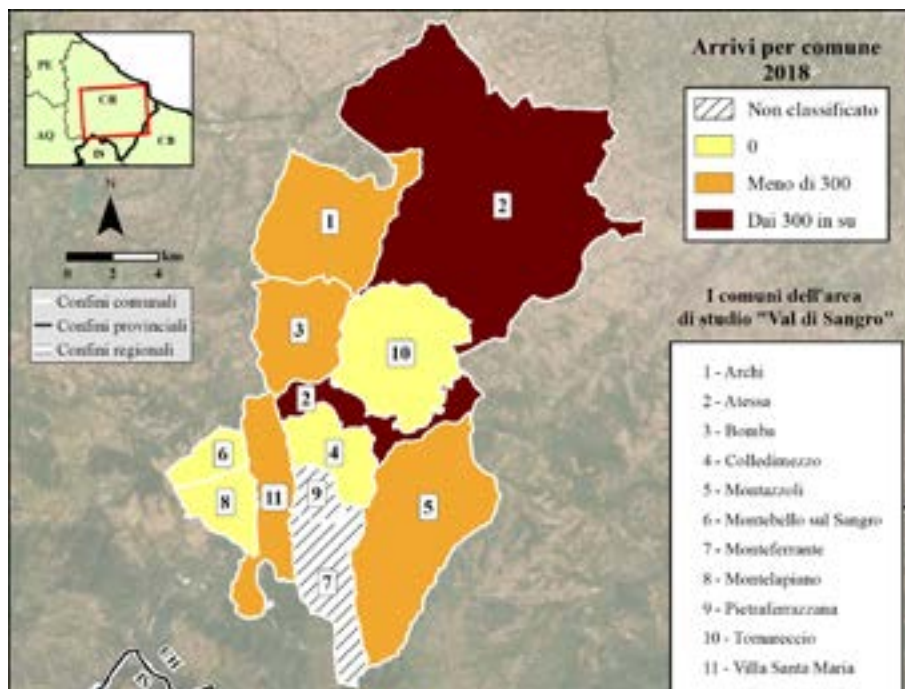 PE
CH
AQ
IS
CB
N
0 2 4 km
Confini comunali
Confini provinciali
Confini regionali
Arrivi per comune
2018
Non classificato
0
Meno di 300
Dai 300 in su
I comuni dell'area
di studio "Val di Sangro"
1 - Archi
2 - Atessa
3 - Bomba
4 - Colledimezzo
5 - Montazzoli
6 - Montebello sul Sangro
7 - Monteferrante
8 - Montelapiano
9 - Pietraferrazzana
10 - Tornareccio
11 - Villa Santa Maria
1
2
3
10
2
6
4
9
5
8
11
7
CH
IS